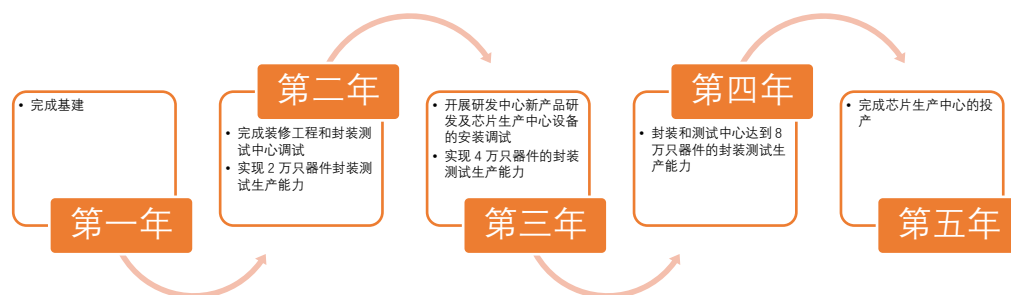 • 完成基建
第一年
第二年
• 完成装修工程和封装测
试中心调试
• 实现 2 万只器件封装测
试生产能力
• 开展研发中心新产品研
发及芯片生产中心设备
的安装调试
• 实现 4 万只器件的封装
测试生产能力
第三年
第四年
• 封装和测试中心达到 8
万只器件的封装测试生
产能力
• 完成芯片生产中心的投
产
第五年